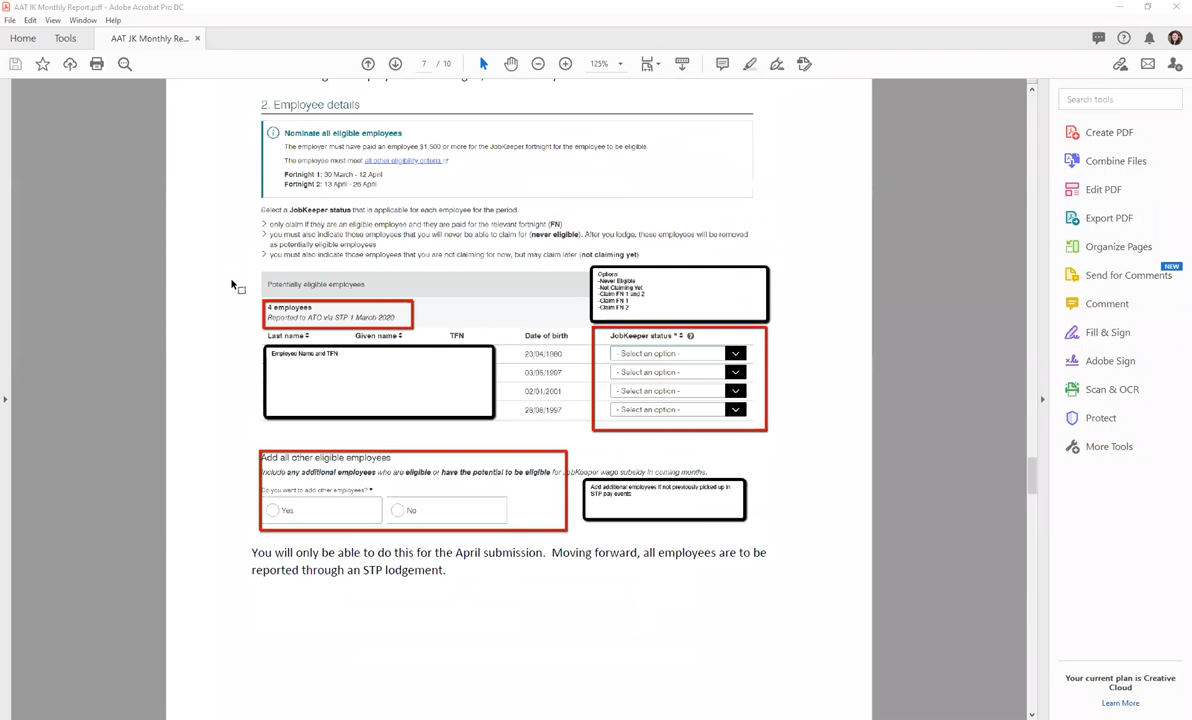 AAT JK Monthly Report.pdf - Adobe Acrobat Pro DC
File Edit View Window Help
Home Tools AAT JK Monthly Re... ×
7 / 10 125%
2. Employee details
Nominate all eligible employees
The employer must have paid an employee $1,500 or more for the JobKeeper fortnight for the employee to be eligible.
The employee must meet all other eligibility criteria
Fortnight 1: 30 March - 12 April
Fortnight 2: 13 April - 26 April
Select a JobKeeper status that is applicable for each employee for the period.
only claim if they are an eligible employee and they are paid for the relevant fortnight (FN)
you must also indicate those employees that you will never be able to claim for (never eligible). After you lodge, these employees will be removed
as potentially eligible employees
you must also indicate those employees that you are not claiming for now, but may claim later (not claiming yet)
Potentially eligible employees
Options
-Never Eligible
-Not Claiming Yet
-Claim FN 1 and 2
-Claim FN 1
-Claim FN 2
4 employees
Reported to ATO via STP 1 March 2020
Last name Given name TFN Date of birth JobKeeper status *
Employee Name and TFN
20/04/1980 - Select an option -
03/05/1997 - Select an option -
02/01/2001 - Select an option -
28/08/1997 - Select an option -
Add all other eligible employees
Include any additional employees who are eligible or have the potential to be eligible for JobKeeper wage subsidy in coming months.
Do you want to add other employees? *
Yes No
Add additional employees if not previously picked up in
STP pay events
You will only be able to do this for the April submission. Moving forward, all employees are to be
reported through an STP lodgement.
Search tools
Create PDF
Combine Files
Edit PDF
Export PDF
Organize Pages
NEW
Send for Comments
Comment
Fill & Sign
Adobe Sign
Scan & OCR
Protect
More Tools
Your current plan is Creative
Cloud
Learn More